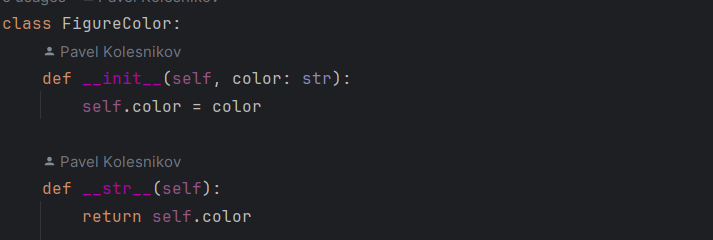 class FigureColor:
Pavel Kolesnikov
def __init__(self, color: str):
self.color = color
Pavel Kolesnikov
def __str__(self):
return self.color